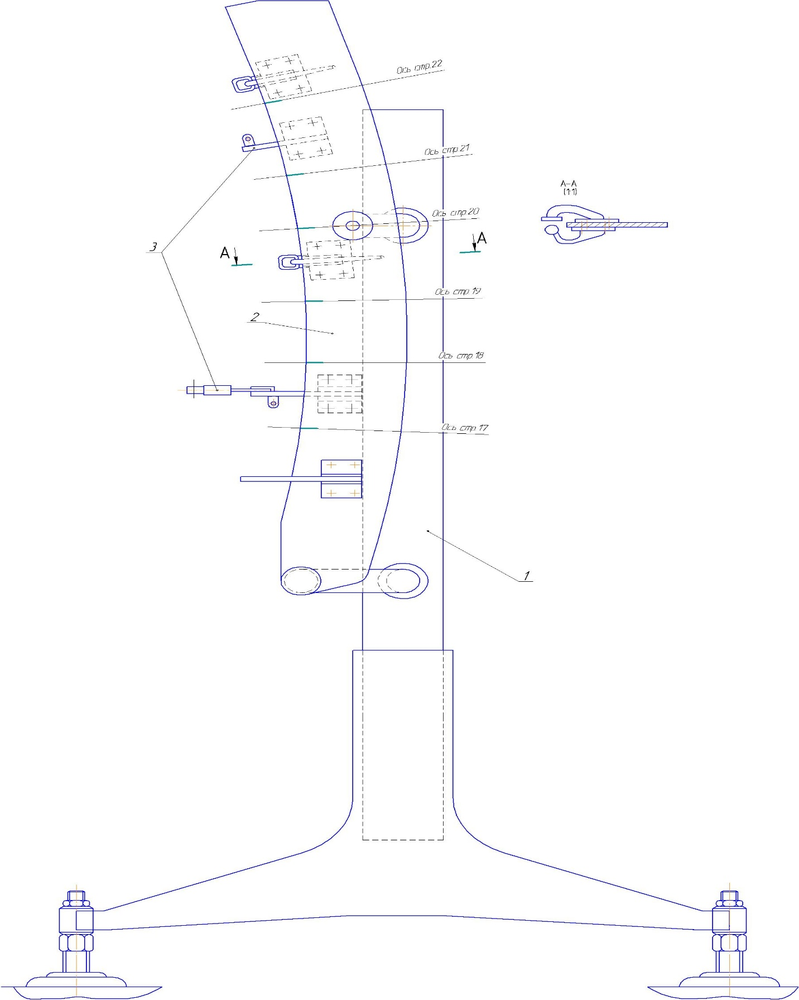 Ось стр.22
Ось стр.21
А-А
(1:1)
Ось стр.20
А
А
3
Ось стр.19
2
Ось стр.18
Ось стр.17
1